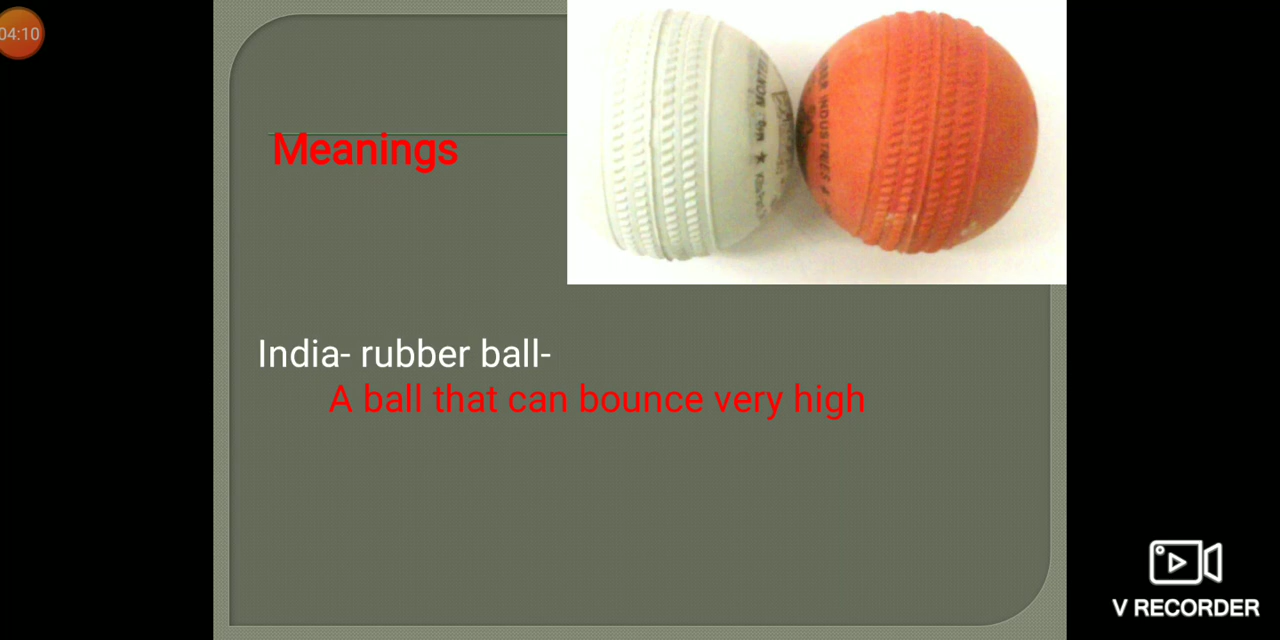 04:10
Meanings
India- rubber ball-
A ball that can bounce very high
V RECORDER